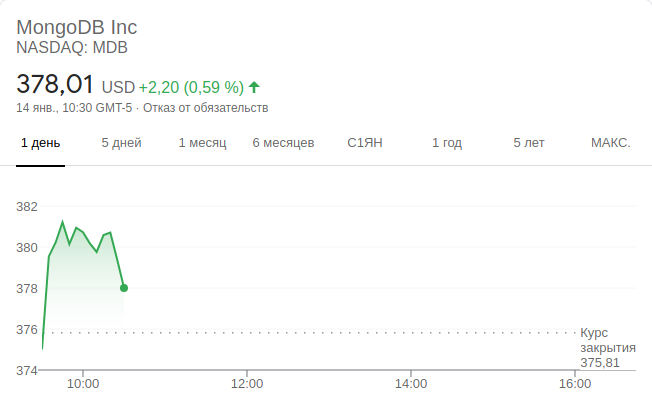 MongoDB Inc
NASDAQ: MDB
378,01 USD +2,20 (0,59 %)
14 янв., 10:30 GMT-5 · Отказ от обязательств
1 день 5 дней 1 месяц 6 месяцев С1ЯН 1 год 5 лет МАКС.
382
380
378
376
Курс
закрытия
375,81
374
10:00 12:00 14:00 16:00